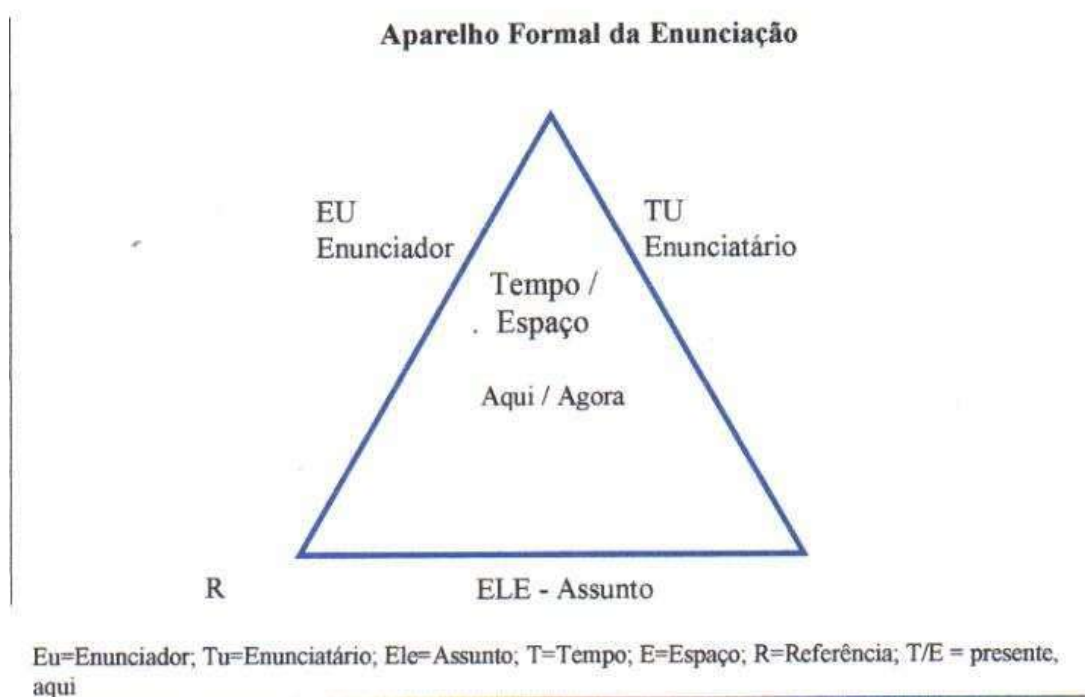 Aparelho Formal da Enunciação
EU
Enunciador
TU
Enunciatário
Tempo /
Espaço
Aqui / Agora
R
ELE - Assunto
Eu=Enunciador; Tu=Enunciatário; Ele=Assunto; T=Tempo; E=Espaço; R=Referência; T/E = presente,
aqui